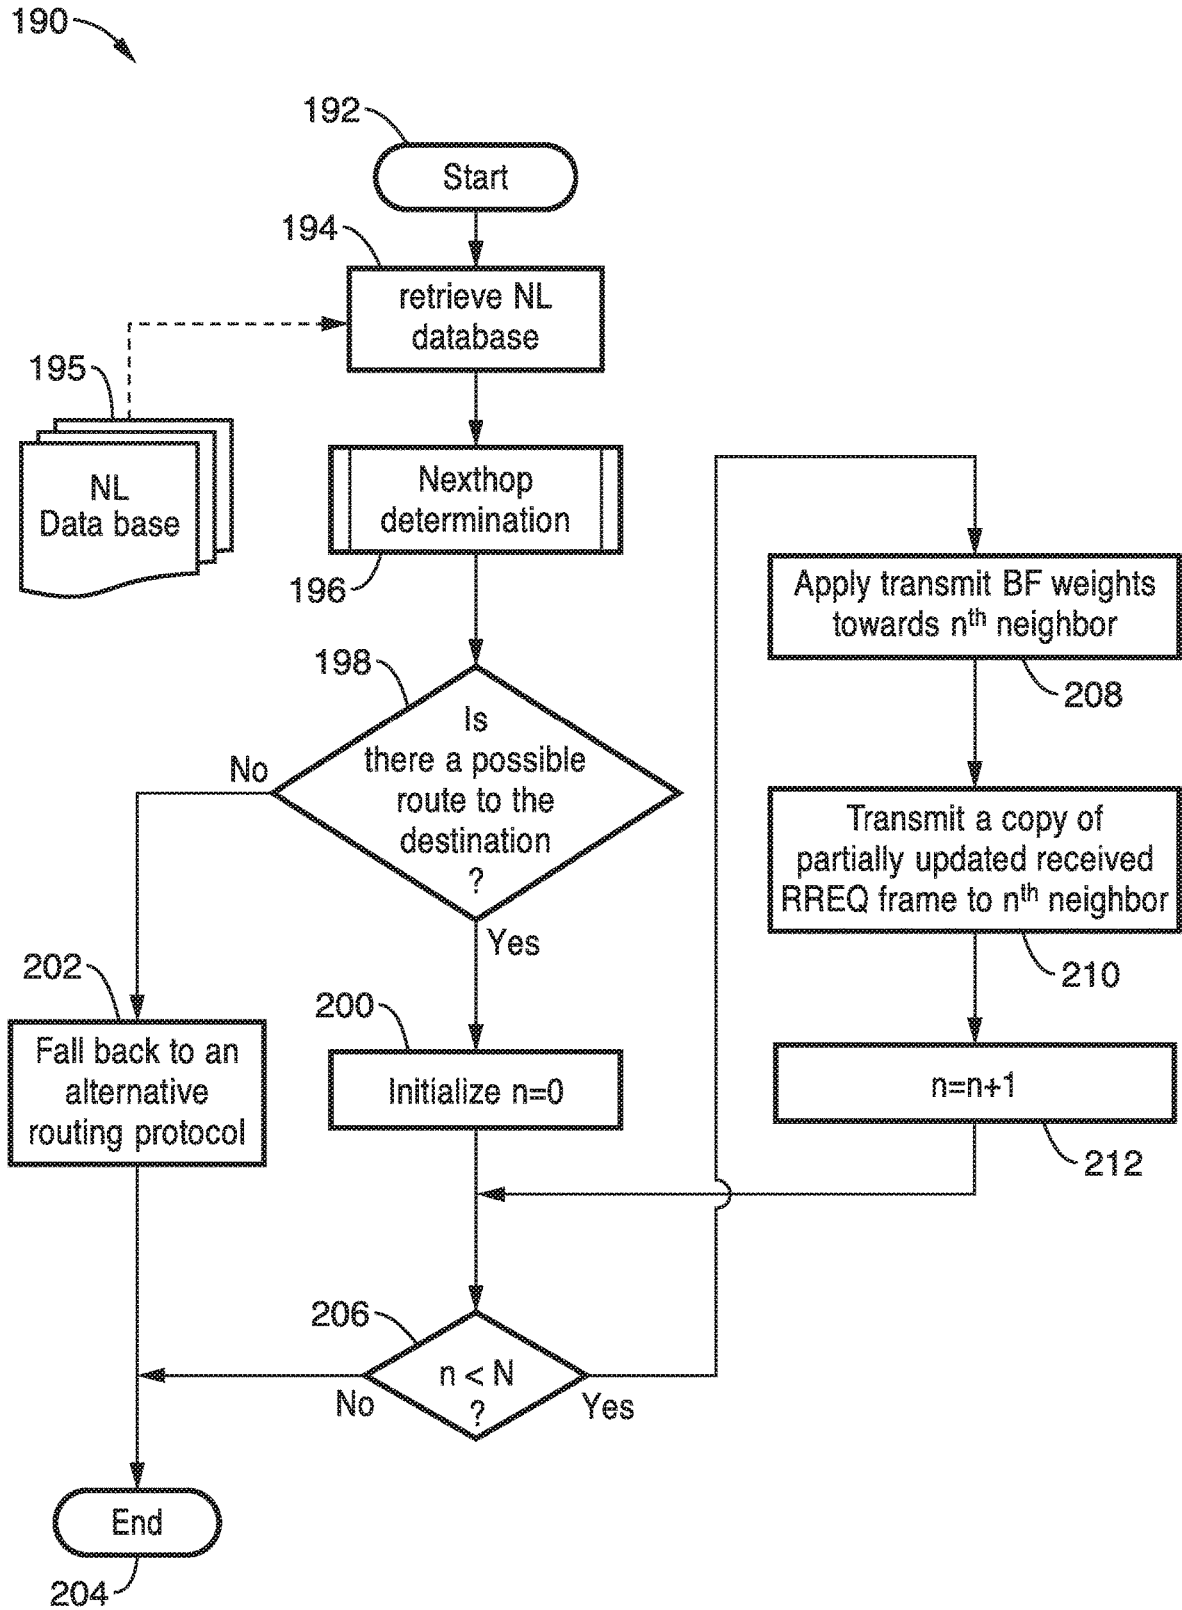 190
192
Start
194
retrieve NL
database
195
NL
Data base
Nexthop
determination
196
198
Is
there a possible
route to the
destination
?
No
Yes
202
Fall back to an
alternative
routing protocol
200
Initialize n=0
206
n < N
?
No
Yes
Apply transmit BF weights
towards nth neighbor
208
Transmit a copy of
partially updated received
RREQ frame to nth neighbor
210
n=n+1
212
End
204